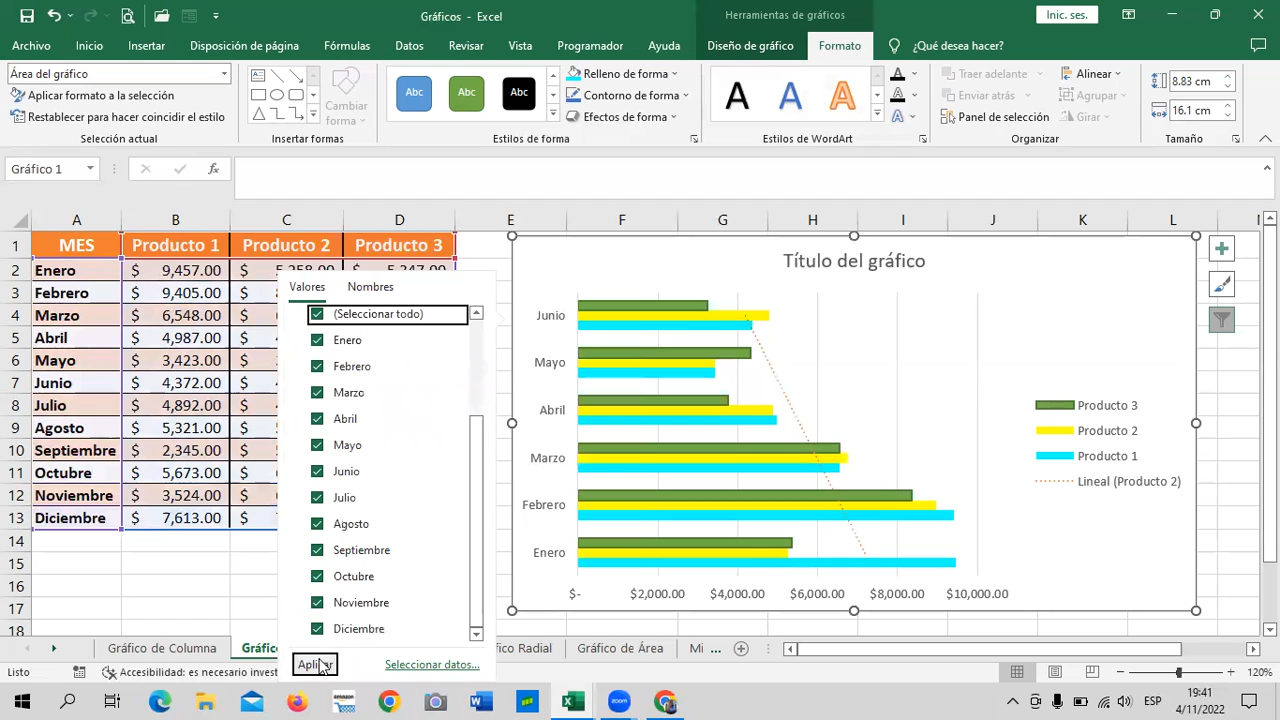 Gráficos - Excel
Herramientas de gráfico
Inic. ses.
Archivo Inicio Insertar Disposición de página Fórmulas Datos Revisar Vista Programador Ayuda Diseño de gráfico Formato ¿Qué desea hacer?
Área del gráfico
Aplicar formato a la selección
Restablecer para hacer coincidir el estilo
Selección actual
Cambiar
forma
Insertar formas
Abc Abc Abc
Relleno de forma
Contorno de forma
Efectos de forma
Estilos de forma
A A A
Estilos de WordArt
Traer adelante
Enviar atrás
Panel de selección
Alinear
Agrupar
Girar
Organizar
8.83 cm
16.1 cm
Tamaño
Gráfico 1
fx
A B C D E F G H I J K L
1 MES Producto 1 Producto 2 Producto 3
2 Enero $ 9,457.00 $ 5,258.00 $ 5,347.00
3 Febrero $ 9,405.00 $
4 Marzo $ 6,548.00 $
5 Abril $ 4,987.00 $
6 Mayo $ 3,423.00 $
7 Junio $ 4,372.00 $
8 Julio $ 4,892.00 $
9 Agosto $ 5,321.00 $
10 Septiembre $ 2,345.00 $
11 Octubre $ 5,673.00 $
12 Noviembre $ 3,524.00 $
13 Diciembre $ 7,613.00 $
14
15
16
17
18
Valores Nombres
(Seleccionar todo)
Enero
Febrero
Marzo
Abril
Mayo
Junio
Julio
Agosto
Septiembre
Octubre
Noviembre
Diciembre
Aplicar Seleccionar datos...
Título del gráfico
Junio
Mayo
Abril
Marzo
Febrero
Enero
$- $2,000.00 $4,000.00 $6,000.00 $8,000.00 $10,000.00
Producto 3
Producto 2
Producto 1
Lineal (Producto 2)
Gráfico de Columna Gráfic Radial Gráfico de Área Mi ...
Listo Accesibilidad: es necesario invest 120%
ESP
19:41
4/11/2022